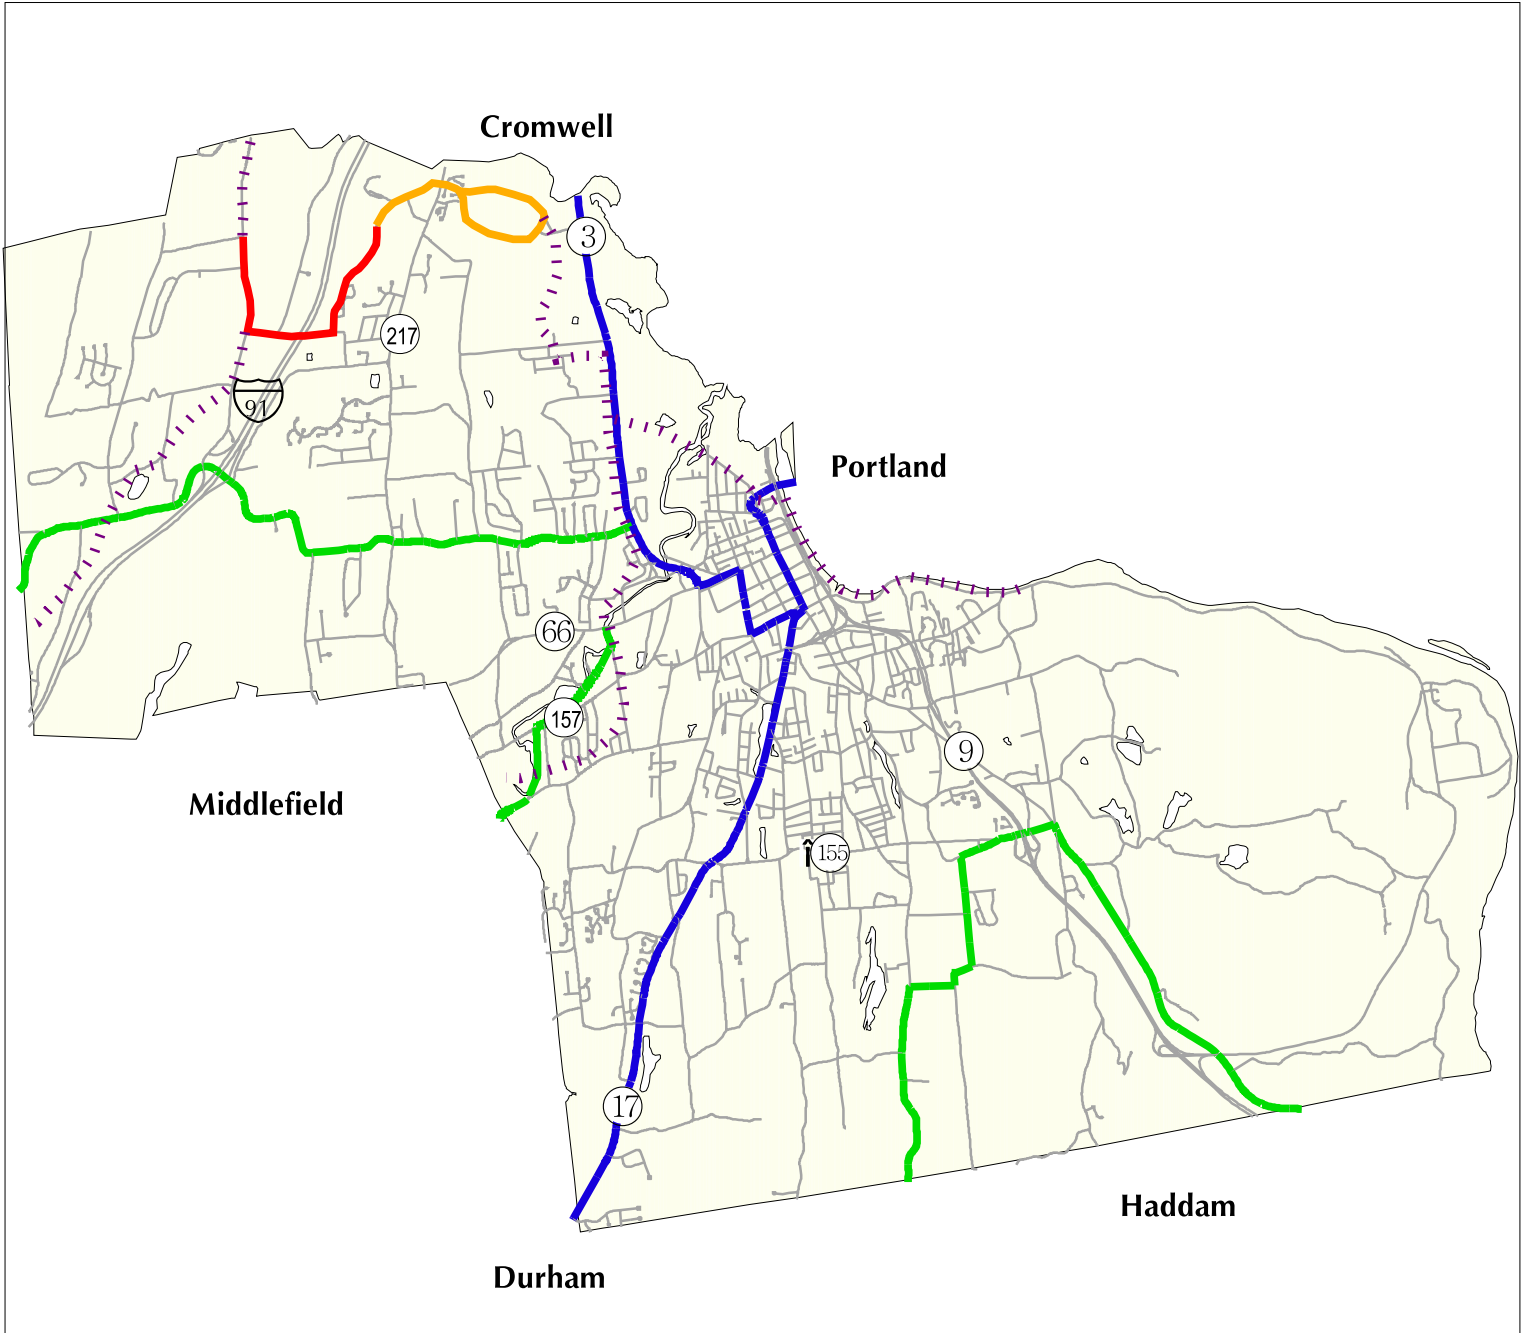 Cromwell
3
217
91
Portland
66
157
9
Middlefield
Î
155
17
Haddam
Durham